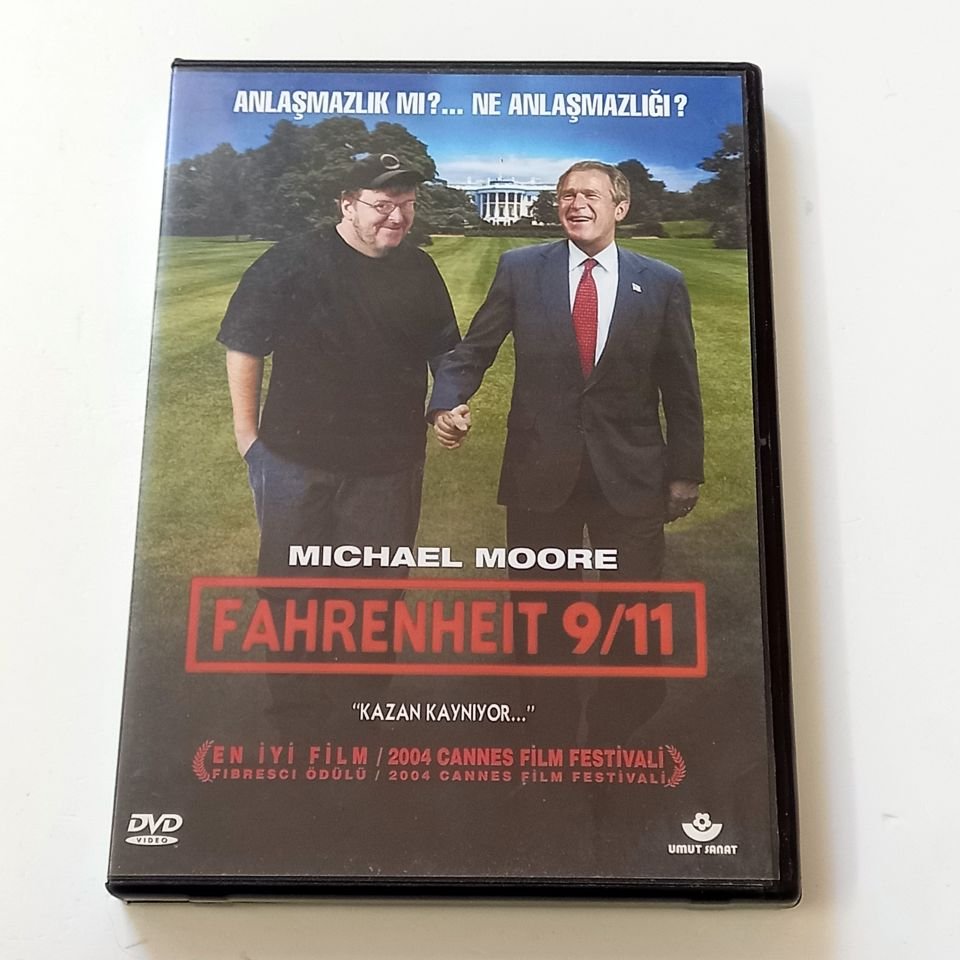 ANLAŞMAZLIK MI?... NE ANLAŞMAZLIĞI?
MICHAEL MOORE
FAHRENHEIT 9/11
“KAZAN KAYNIYOR...”
EN İYİ FİLM / 2004 CANNES FİLM FESTİVALİ
FIBRESCI ÖDÜLÜ / 2004 CANNES FİLM FESTİVALİ
DVD
VIDEO
UMUT SANAT